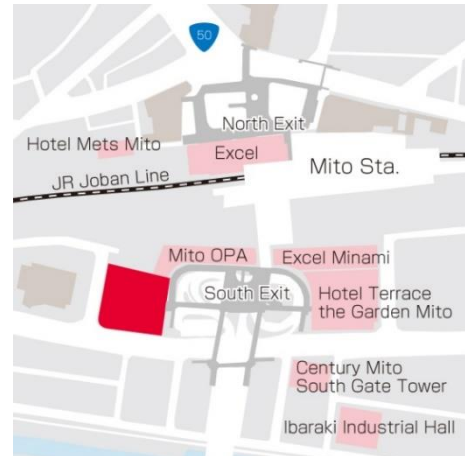 50
North Exit
Hotel Mets Mito
Excel
Mito Sta.
JR Joban Line
Mito OPA
Excel Minami
South Exit
Hotel Terrace
the Garden Mito
Century Mito
South Gate Tower
Ibaraki Industrial Hall